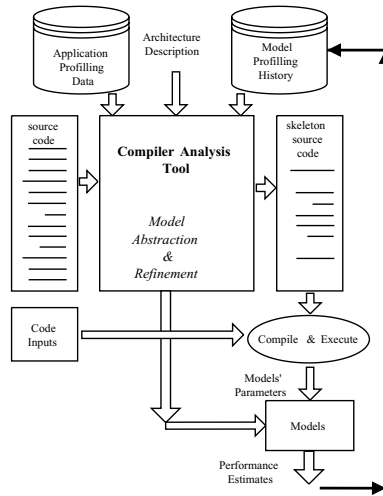 Application
Profilling
Data
Architecture
Description
Model
Profilling
History
source
code
Compiler Analysis
Tool
Model
Abstraction
&
Refinement
skeleton
source
code
Code
Inputs
Compile & Execute
Models'
Parameters
Models
Performance
Estimates